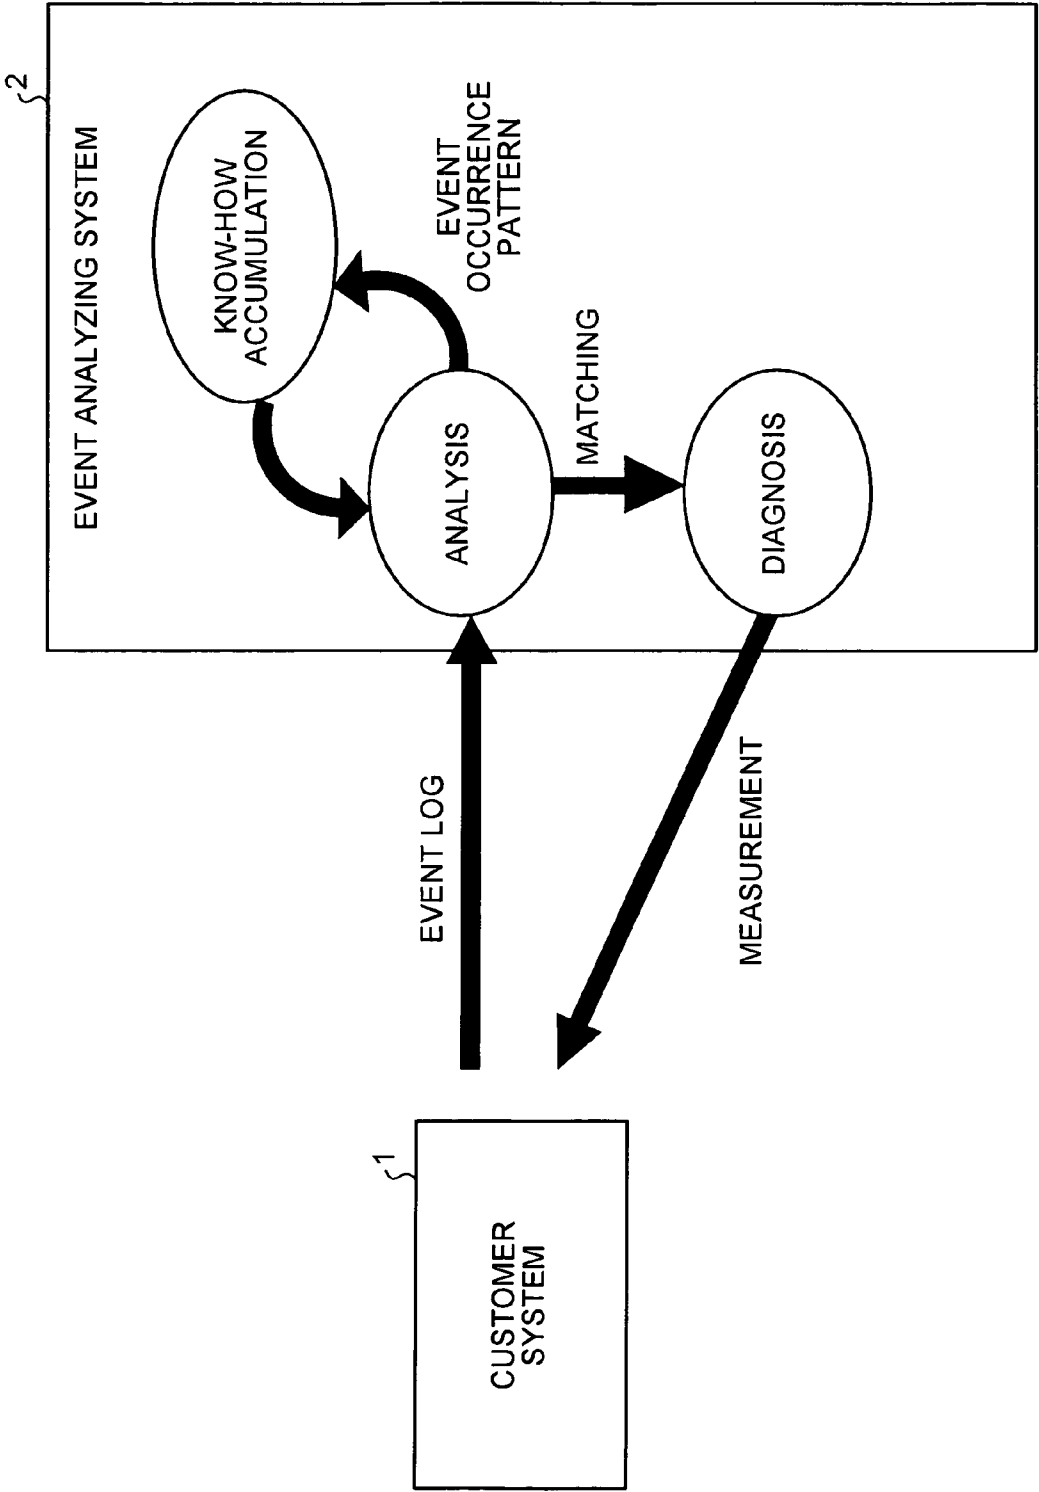 2
EVENT ANALYZING SYSTEM
KNOW-HOW
ACCUMULATION
EVENT
OCCURRENCE
PATTERN
ANALYSIS
MATCHING
DIAGNOSIS
EVENT LOG
MEASUREMENT
1
CUSTOMER
SYSTEM